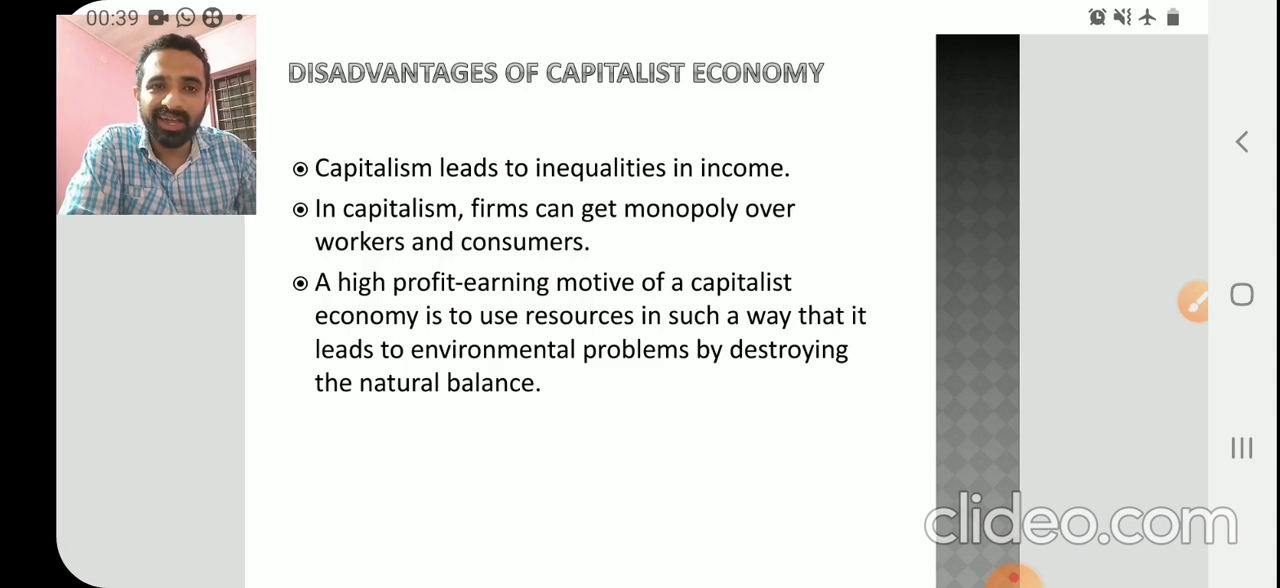 00:39
DISADVANTAGES OF CAPITALIST ECONOMY
Capitalism leads to inequalities in income.
In capitalism, firms can get monopoly over
workers and consumers.
A high profit-earning motive of a capitalist
economy is to use resources in such a way that it
leads to environmental problems by destroying
the natural balance.
clideo.com